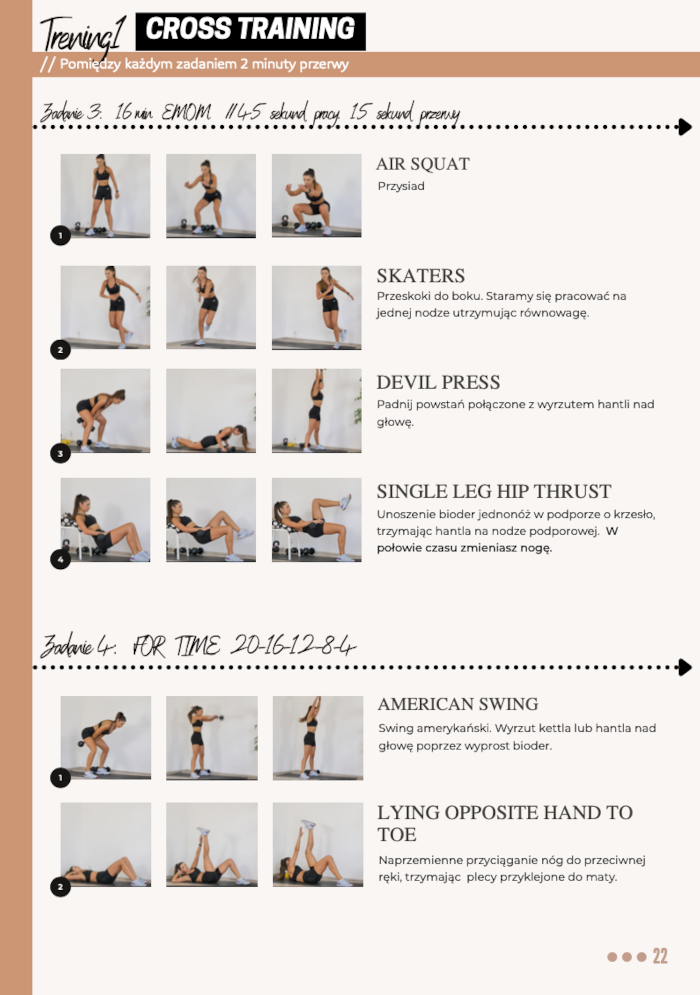 Trening1 CROSS TRAINING
// Pomiędzy każdym zadaniem 2 minuty przerwy
Zadanie 3: 16 min EMOM //45 sekund pracy 15 sekund przerwy
AIR SQUAT
Przysiad
1
SKATERS
Przeskoki do boku. Staramy się pracować na
jednej nodze utrzymując równowagę.
2
DEVIL PRESS
Padnij powstań połączone z wyrzutem hantli nad
głowę.
3
SINGLE LEG HIP THRUST
Unoszenie bioder jednonóż w podporze o krzesło,
trzymając hantla na nodze podporowej. W
połowie czasu zmieniasz nogę.
4
Zadanie 4: FOR TIME 20-16-12-8-4
AMERICAN SWING
Swing amerykański. Wyrzut kettla lub hantla nad
głowę poprzez wyprost bioder.
1
LYING OPPOSITE HAND TO
TOE
Naprzemienne przyciąganie nóg do przeciwnej
ręki, trzymając plecy przyklejone do maty.
2
22